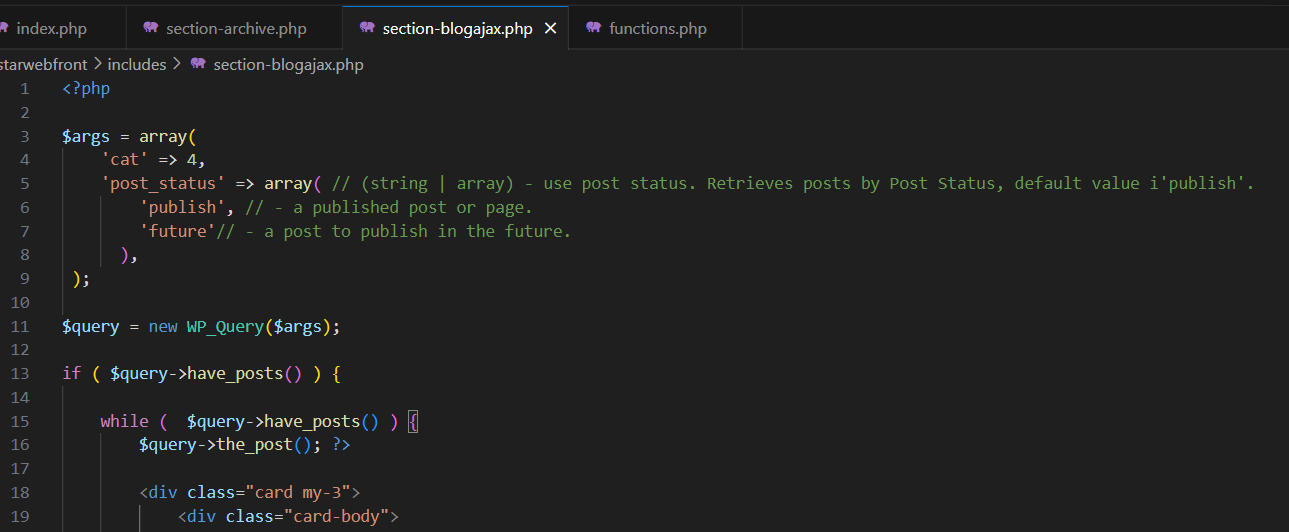 index.php section-archive.php section-blogajax.php functions.php
starwebfront > includes > section-blogajax.php
1 <?php
2
3 $args = array(
4 'cat' => 4,
5 'post_status' => array( // (string | array) - use post status. Retrieves posts by Post Status, default value i'publish'.
6 'publish', // - a published post or page.
7 'future'// - a post to publish in the future.
8 ),
9 );
10
11 $query = new WP_Query($args);
12
13 if ( $query->have_posts() ) {
14
15 while (  $query->have_posts() ) {
16 $query->the_post(); ?>
17
18 <div class="card my-3">
19 <div class="card-body">